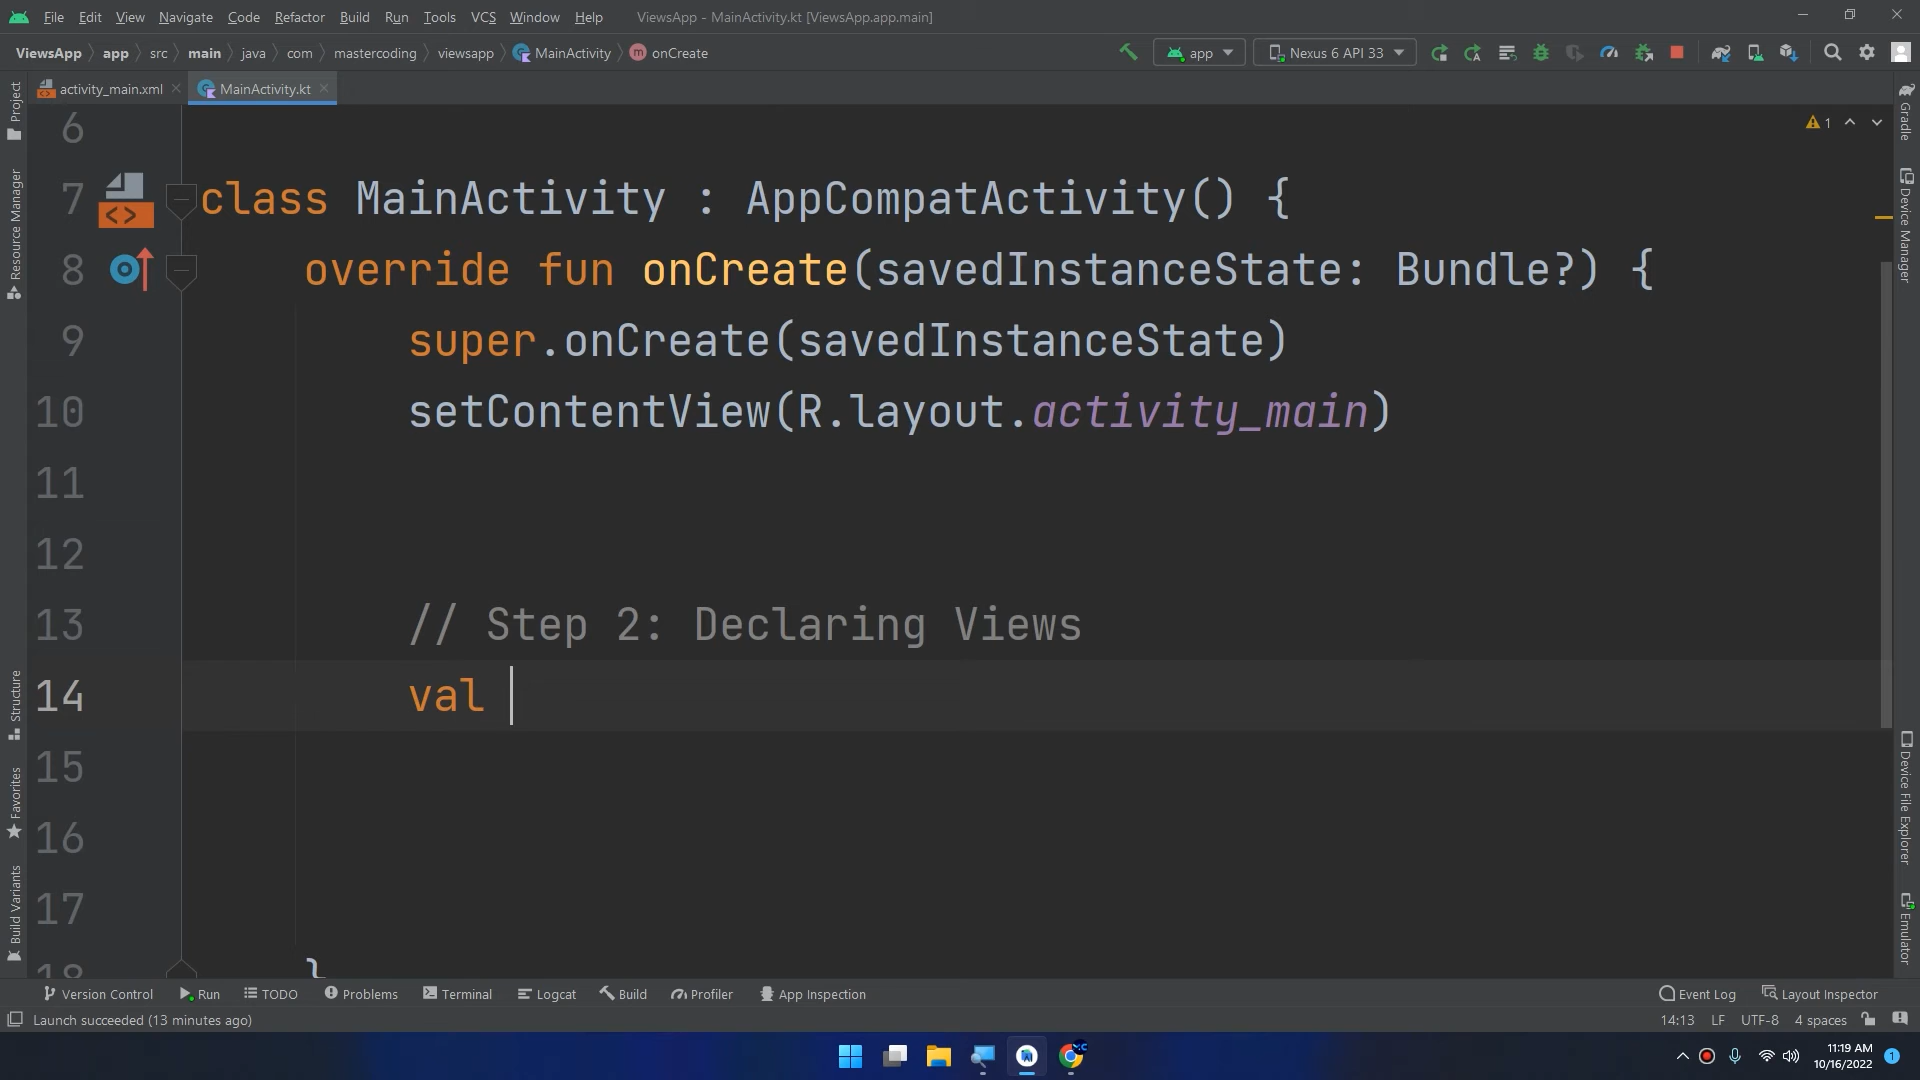 File Edit View Navigate Code Refactor Build Run Tools VCS Window Help ViewsApp - MainActivity.kt [ViewsApp.app.main]
ViewsApp app src main java com mastercoding viewsapp MainActivity onCreate app Nexus 6 API 33
activity_main.xml MainActivity.kt
Project
Resource Manager
Structure
Favorites
Build Variants
6
7 class MainActivity : AppCompatActivity() {
8 override fun onCreate(savedInstanceState: Bundle?) {
9 super.onCreate(savedInstanceState)
10 setContentView(R.layout.activity_main)
11
12
13 // Step 2: Declaring Views
14 val
15
16
17
18 }
1
Gradle
Device Manager
Device File Explorer
Emulator
Version Control Run TODO Problems Terminal Logcat Build Profiler App Inspection Event Log Layout Inspector
Launch succeeded (13 minutes ago) 14:13 LF UTF-8 4 spaces
11:19 AM
10/16/2022
1